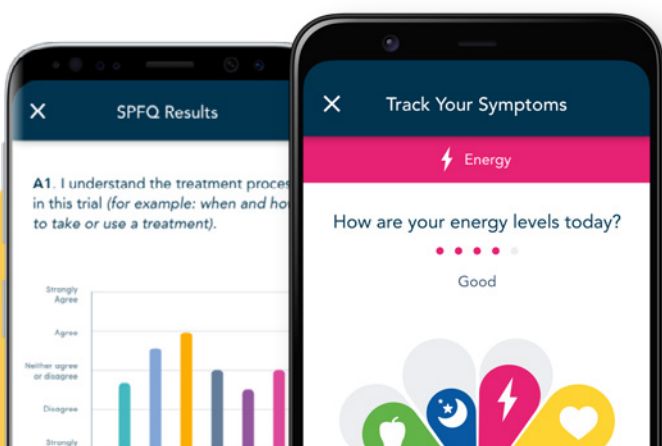 SPFQ Results
A1. I understand the treatment
in this trial (for example: when and
to take or use a treatment).
Strongly
Agree
Agree
Neither agree
or disagree
Disagree
Strongly
Track Your Symptoms
Energy
How are your energy levels today?
Good